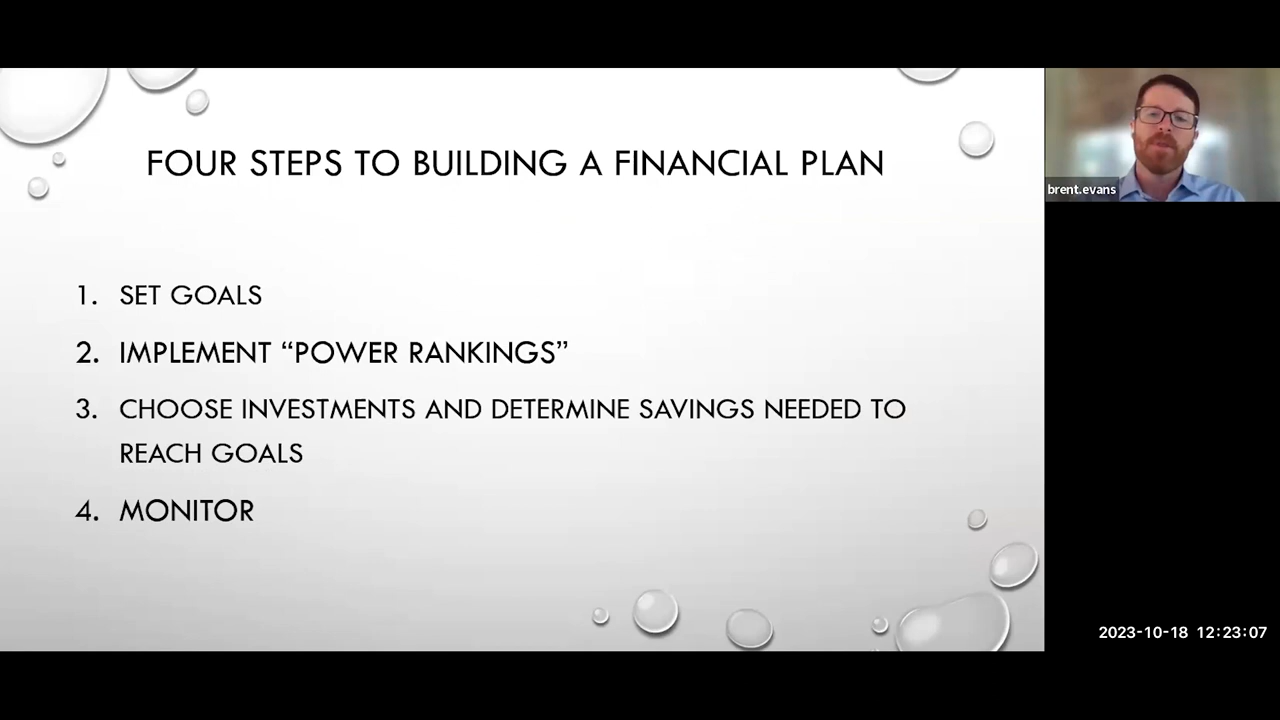 FOUR STEPS TO BUILDING A FINANCIAL PLAN
brent.evans
1. SET GOALS
2. IMPLEMENT “POWER RANKINGS”
3. CHOOSE INVESTMENTS AND DETERMINE SAVINGS NEEDED TO
REACH GOALS
4. MONITOR
2023-10-18 12:23:07